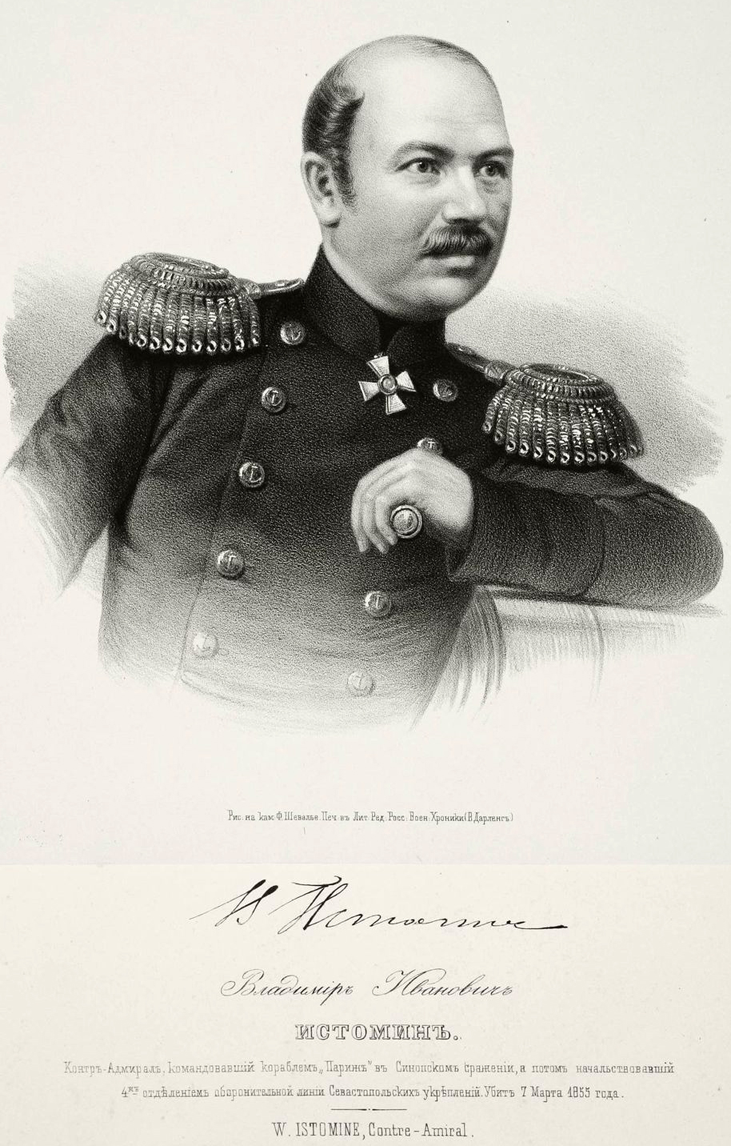 Рис. на кам. Ф. Шевалье. Печ. въ Лит. Ред. Росс. Воен. Хроники (В. Дарленгъ)
В Истоминъ
Владиміръ Ивановичъ
ИСТОМИНЪ.
Контръ-Адмиралъ, командовавшій кораблемъ „Парижъ" въ Синопскомъ сраженіи, а потомъ начальствовавшій
4мъ отдѣленіемъ оборонительной линіи Севастопольскихъ укрѣпленій. Убитъ 7 Марта 1855 года.
W. ISTOMINE, Contre-Amiral.